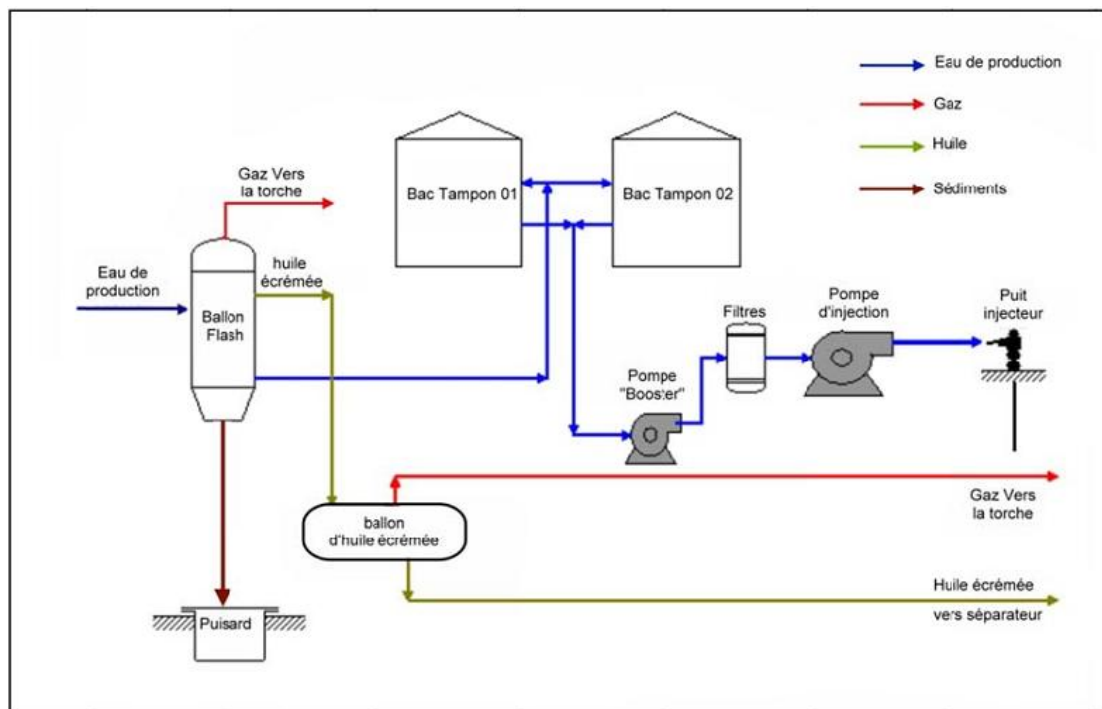 Eau de production
Gaz
Huile
Sédiments
Gaz Vers
la torche
Bac Tampon 01
Bac Tampon 02
Eau de
production
huile
écrémée
Ballon
Flash
Filtres
Pompe
d'injection
Puit
injecteur
Pompe
"Booster"
ballon
d'huile écrémée
Gaz Vers
la torche
Huile écrémée
vers séparateur
Puisard